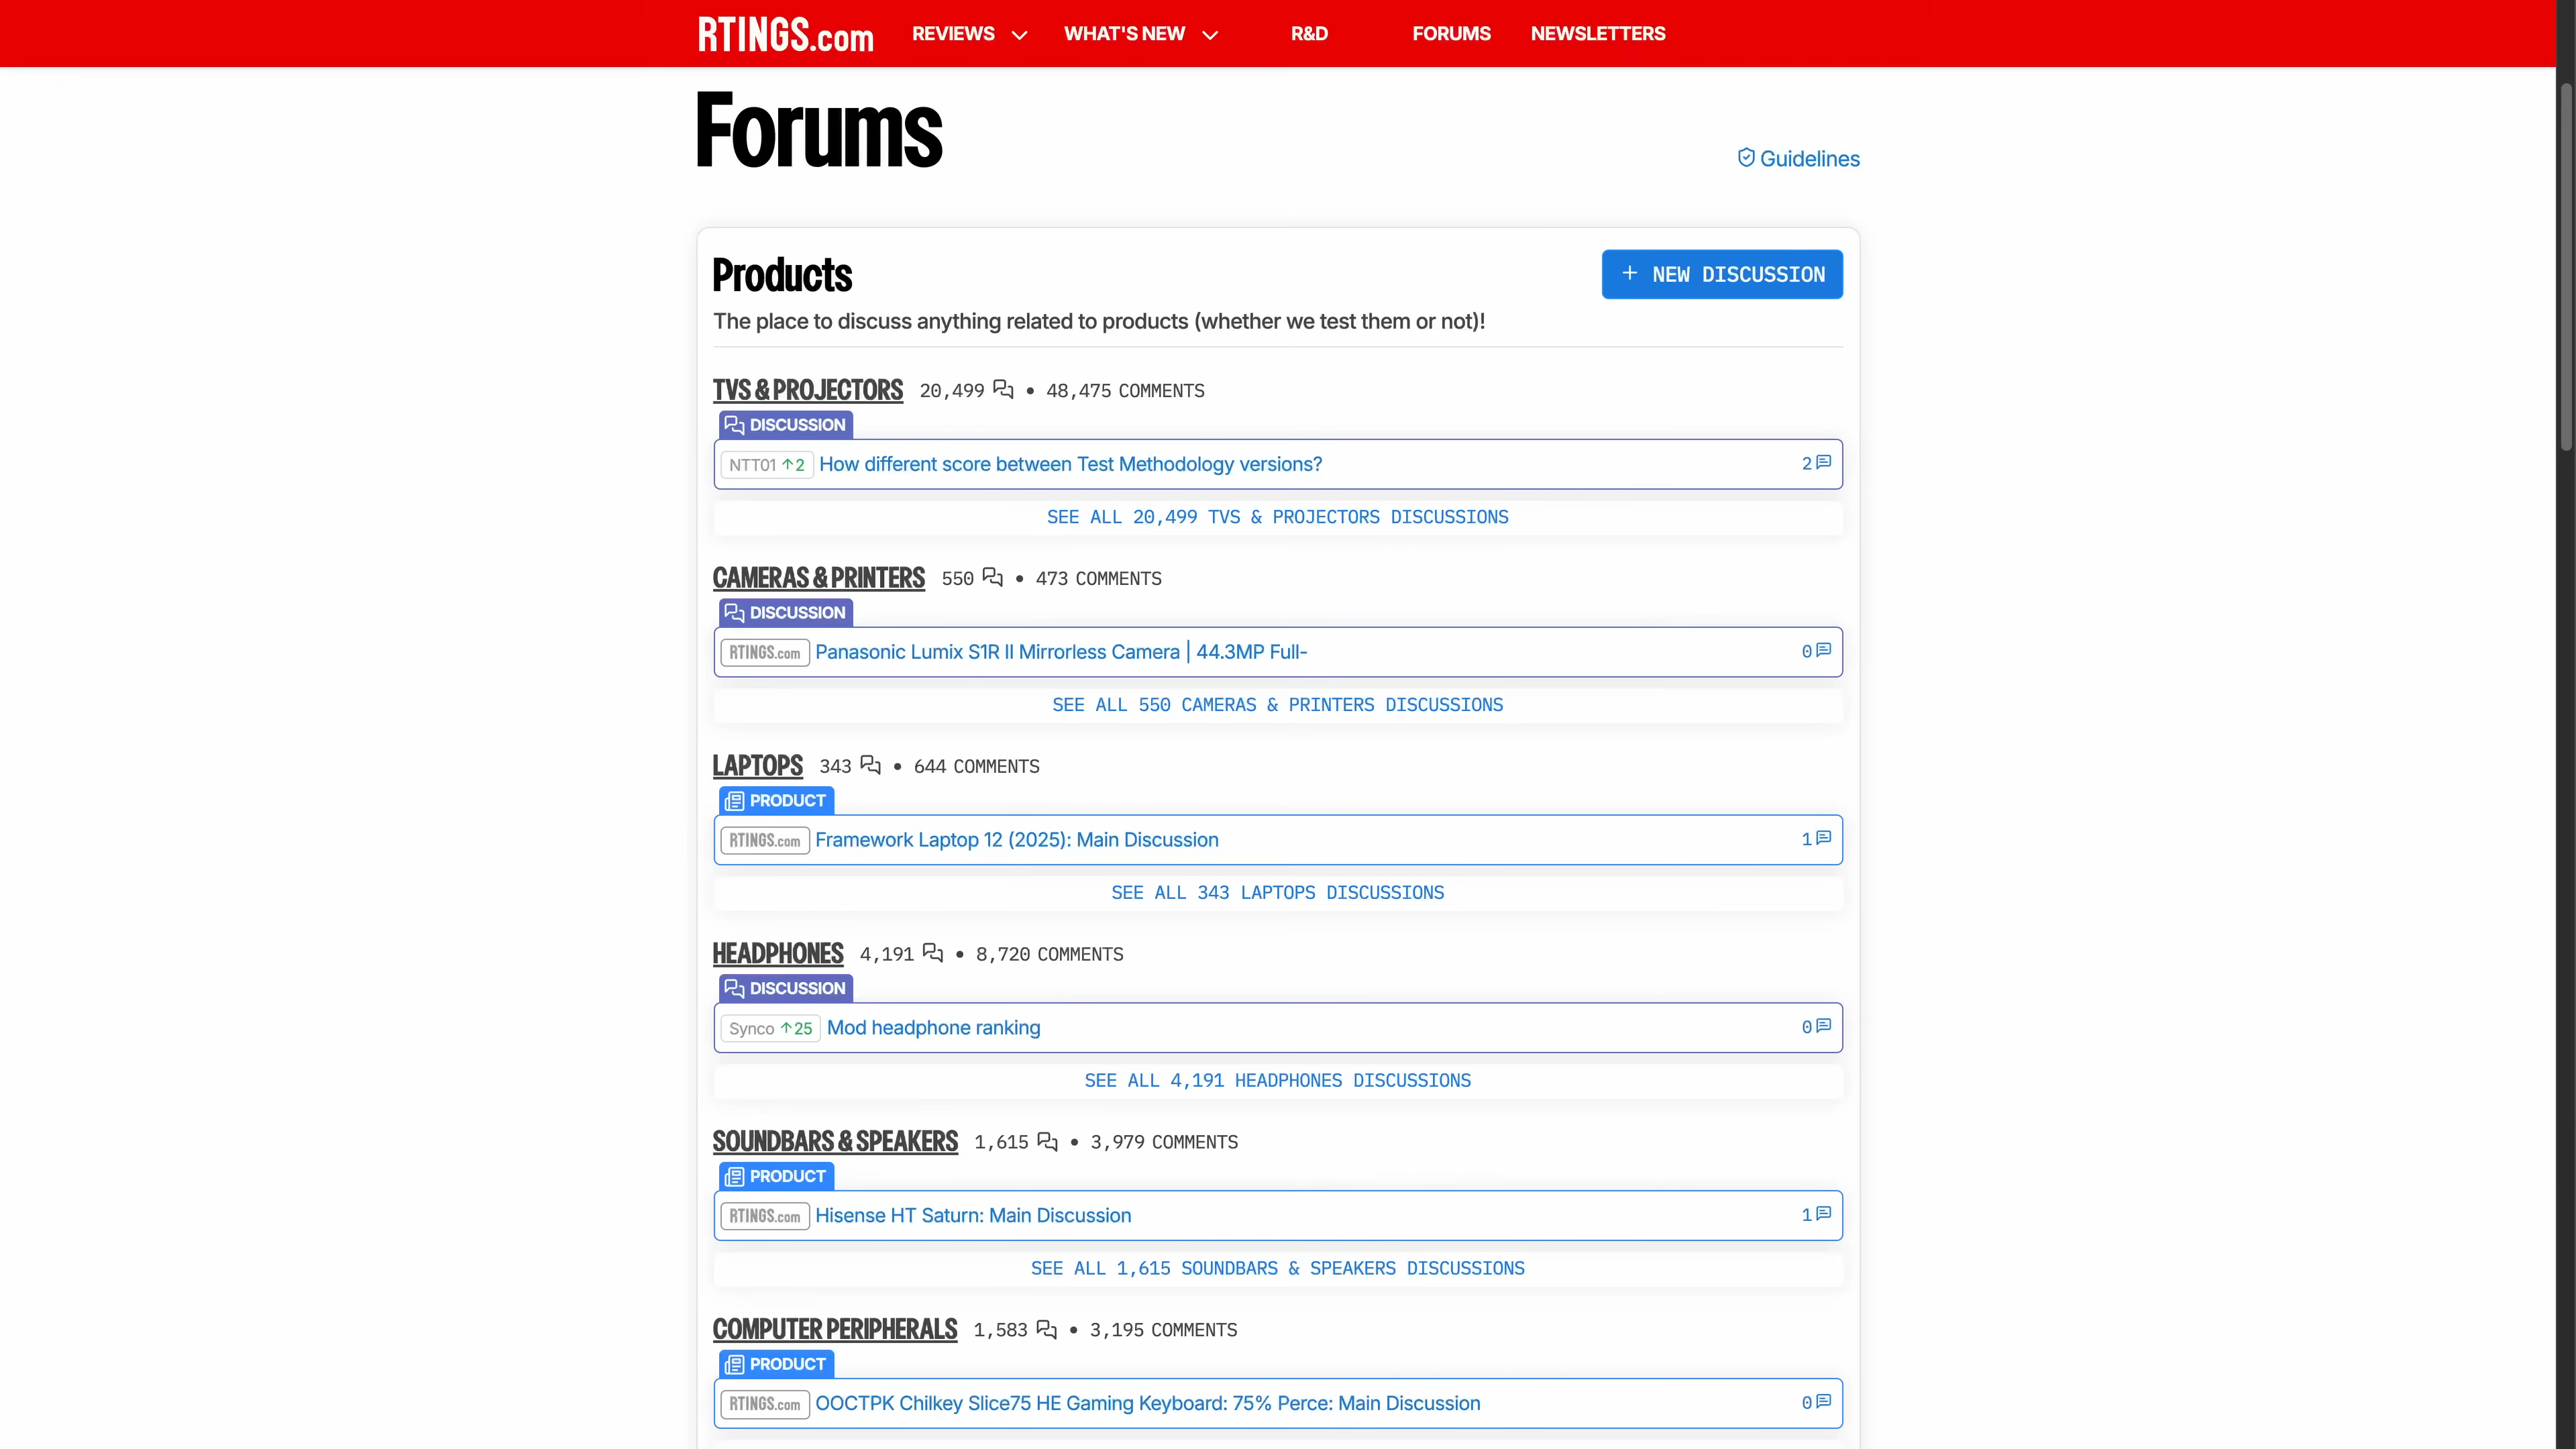 RTINGS.com REVIEWS WHAT'S NEW R&D FORUMS NEWSLETTERS
Forums
Guidelines
Products
+ NEW DISCUSSION
The place to discuss anything related to products (whether we test them or not)!
TVS & PROJECTORS 20,499 • 48,475 COMMENTS
DISCUSSION
NTT01 ↑2 How different score between Test Methodology versions? 2
SEE ALL 20,499 TVS & PROJECTORS DISCUSSIONS
CAMERAS & PRINTERS 550 • 473 COMMENTS
DISCUSSION
RTINGS.com Panasonic Lumix S1R II Mirrorless Camera | 44.3MP Full- 0
SEE ALL 550 CAMERAS & PRINTERS DISCUSSIONS
LAPTOPS 343 • 644 COMMENTS
PRODUCT
RTINGS.com Framework Laptop 12 (2025): Main Discussion 1
SEE ALL 343 LAPTOPS DISCUSSIONS
HEADPHONES 4,191 • 8,720 COMMENTS
DISCUSSION
Synco ↑25 Mod headphone ranking 0
SEE ALL 4,191 HEADPHONES DISCUSSIONS
SOUNDBARS & SPEAKERS 1,615 • 3,979 COMMENTS
PRODUCT
RTINGS.com Hisense HT Saturn: Main Discussion 1
SEE ALL 1,615 SOUNDBARS & SPEAKERS DISCUSSIONS
COMPUTER PERIPHERALS 1,583 • 3,195 COMMENTS
PRODUCT
RTINGS.com OOCTPK Chilkey Slice75 HE Gaming Keyboard: 75% Perce: Main Discussion 0